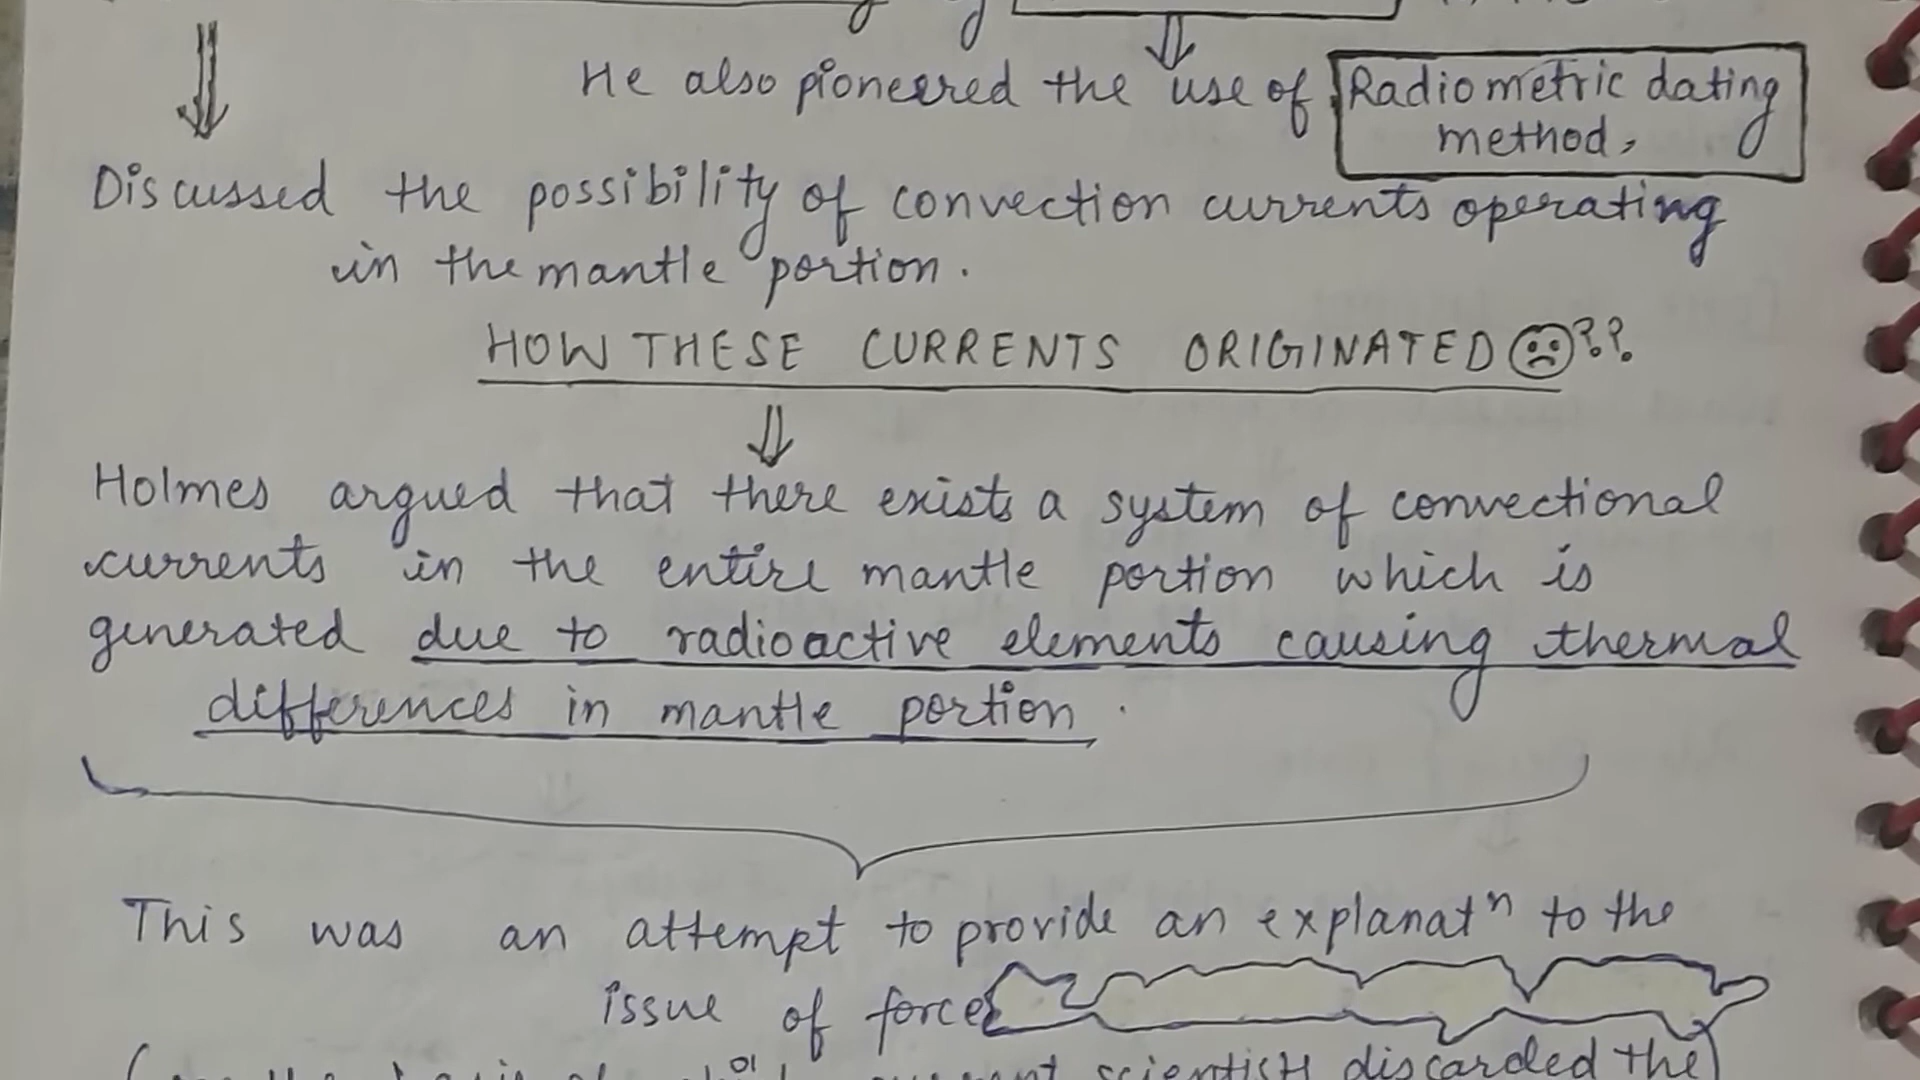 He also pioneered the use of Radiometric dating
method,
Discussed the possibility of convection currents operating
in the mantle portion.
HOW THESE CURRENTS ORIGINATED ??
Holmes argued that there exists a system of convectional
currents in the entire mantle portion which is
generated due to radioactive elements causing thermal
differences in mantle portion.
This was an attempt to provide an explanatⁿ to the
issue of force
scientists discarded the